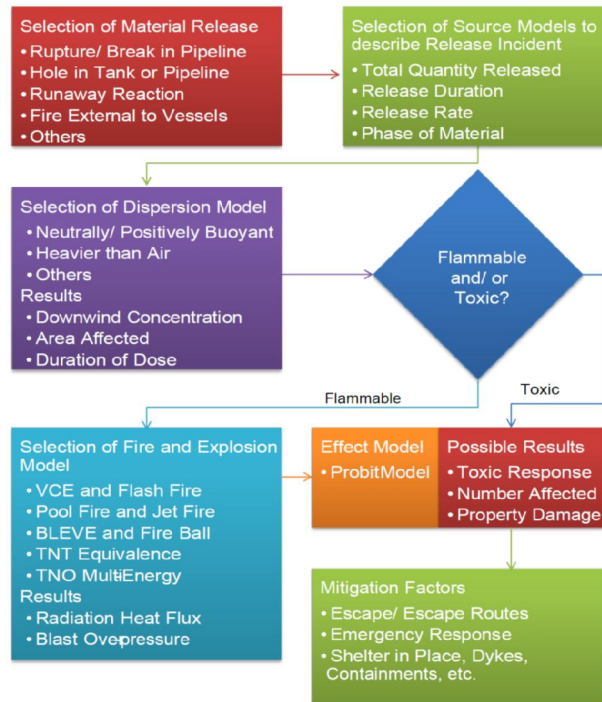 Selection of Material Release
• Rupture/ Break in Pipeline
• Hole in Tank or Pipeline
• Runaway Reaction
• Fire External to Vessels
• Others
Selection of Source Models to
describe Release Incident
• Total Quantity Released
• Release Duration
• Release Rate
• Phase of Material
Selection of Dispersion Model
• Neutrally/ Positively Buoyant
• Heavier than Air
• Others
Results
• Downwind Concentration
• Area Affected
• Duration of Dose
Flammable
and/ or
Toxic?
Flammable
Toxic
Selection of Fire and Explosion
Model
• VCE and Flash Fire
• Pool Fire and Jet Fire
• BLEVE and Fire Ball
• TNT Equivalence
• TNO Multi-Energy
Results
• Radiation Heat Flux
• Blast Over-pressure
Effect Model
• ProbitModel
Possible Results
• Toxic Response
• Number Affected
• Property Damage
Mitigation Factors
• Escape/ Escape Routes
• Emergency Response
• Shelter in Place, Dykes,
Containments, etc.